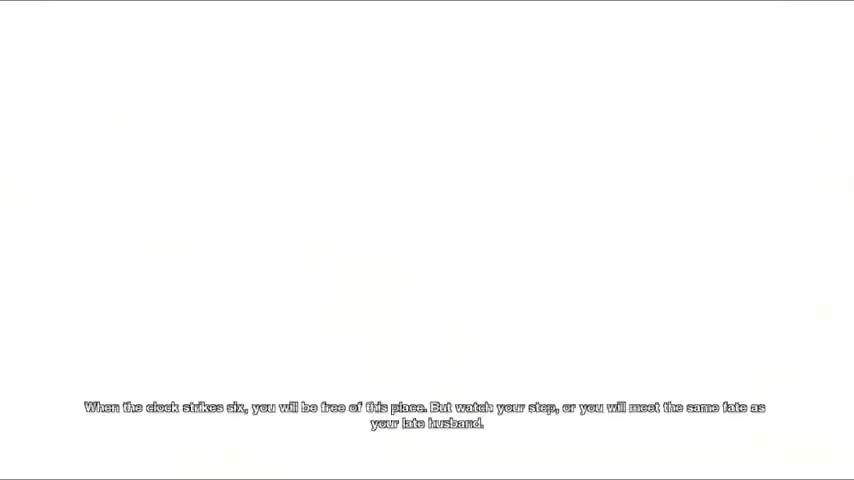 When the clock strikes six, you will be free of this place. But watch your step, or you will meet the same fate as
your late husband.